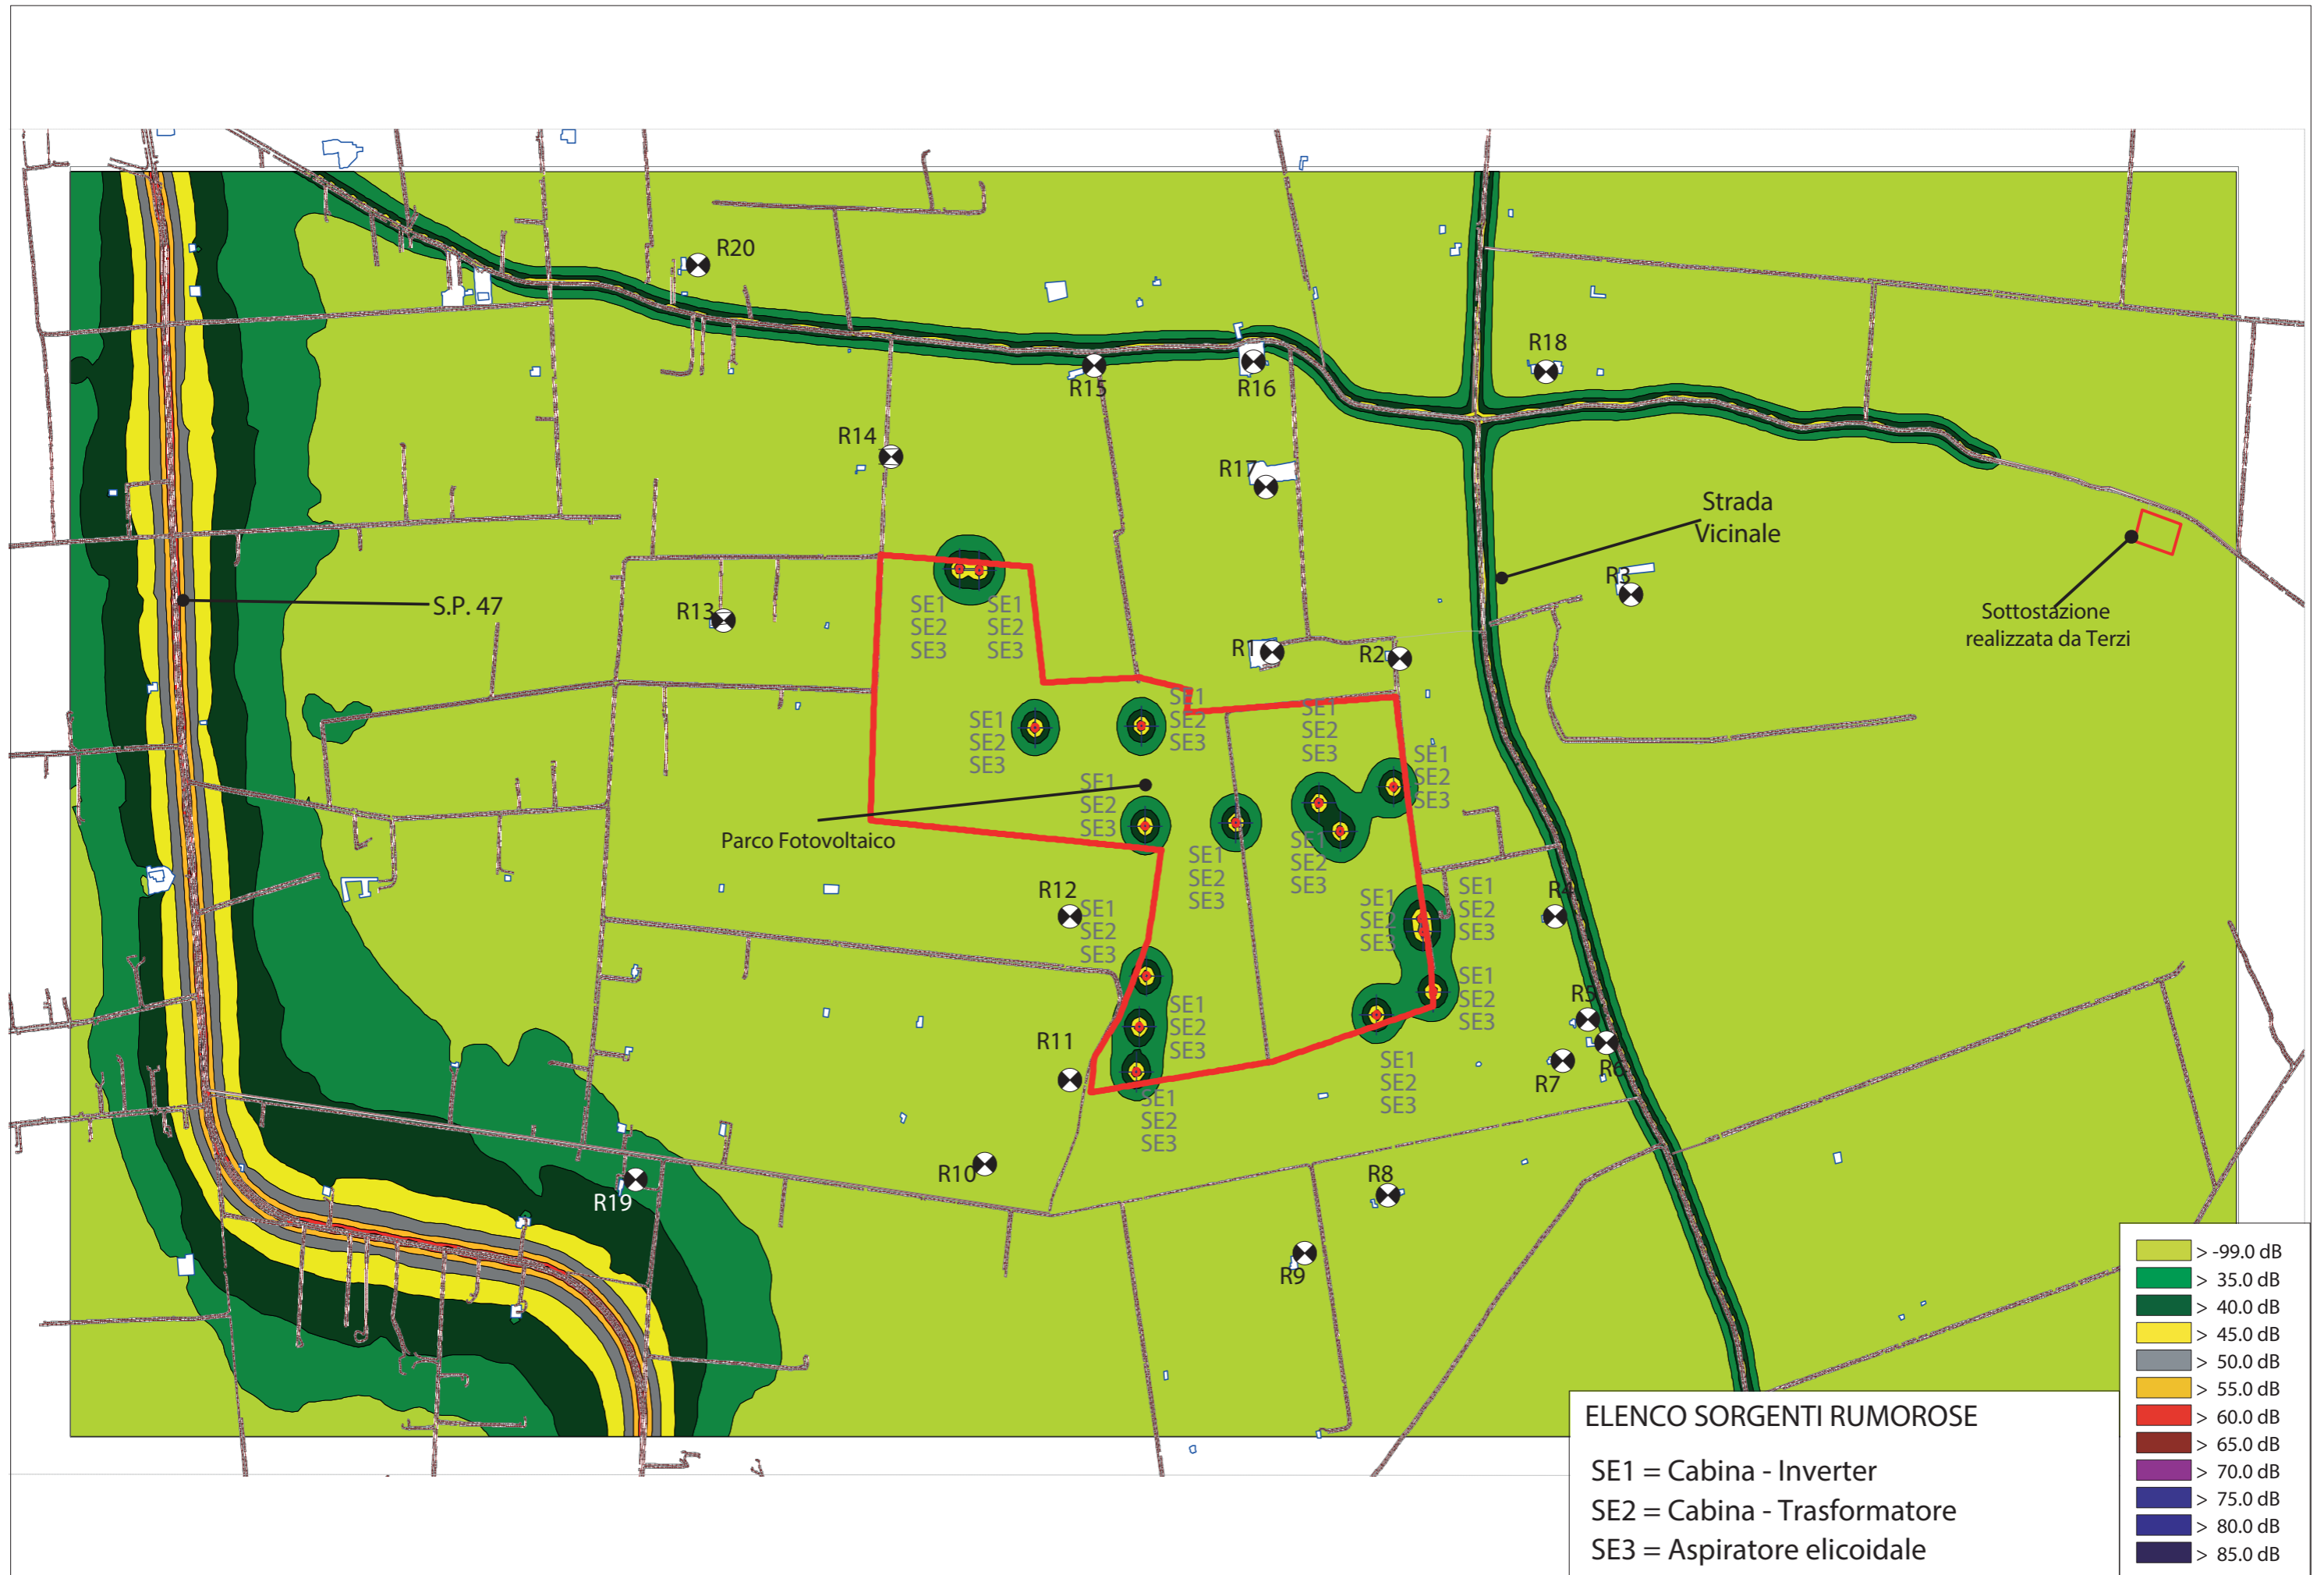 R20
R18
R15
R16
R14
R17
Strada
Vicinale
R3
S.P. 47
R13
SE1
SE2
SE3
SE1
SE2
SE3
Sottostazione
realizzata da Terzi
R1
R2
SE1
SE2
SE3
SE1
SE2
SE3
SE1
SE2
SE3
SE1
SE2
SE3
SE1
SE2
SE3
Parco Fotovoltaico
SE1
SE2
SE3
SE1
SE2
SE3
R12
SE1
SE2
SE3
SE1
SE2
SE3
SE1
SE2
SE3
R4
SE1
SE2
SE3
SE1
SE2
SE3
R5
R11
R7
R6
SE1
SE2
SE3
SE1
SE2
SE3
R10
R19
R8
R9
> -99.0 dB
> 35.0 dB
> 40.0 dB
> 45.0 dB
> 50.0 dB
> 55.0 dB
> 60.0 dB
> 65.0 dB
> 70.0 dB
> 75.0 dB
> 80.0 dB
> 85.0 dB
ELENCO SORGENTI RUMOROSE
SE1 = Cabina - Inverter
SE2 = Cabina - Trasformatore
SE3 = Aspiratore elicoidale